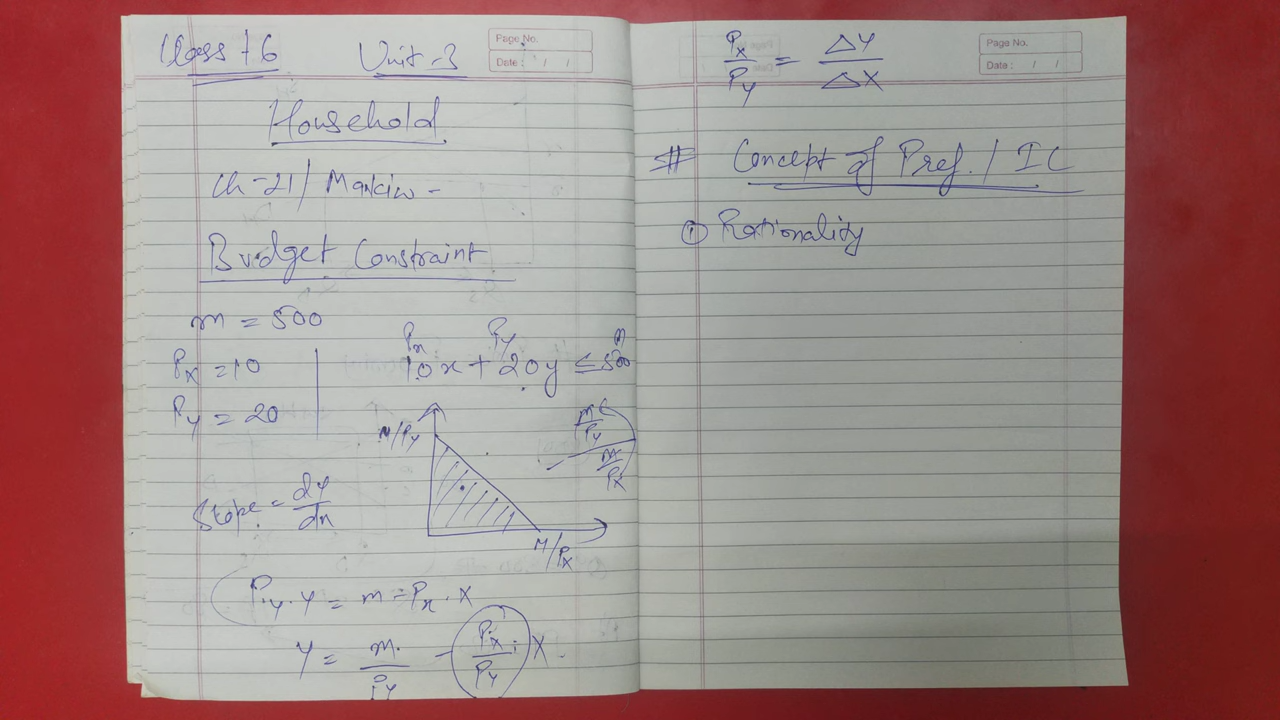 Class 76 Unit-3
Page No.
Date : / /
Household
Ch-21/ Mankiw -
Budget Constraint
m = 500
Px = 10
Py = 20
Px Py m
10x + 20y ≤ 500
M/Py
M/Px
m/Py
m/Px
Slope = dy/dx
Py.Y = m = Px.X
Y = m/Py - Px/Py . X
Px/Py = ΔY/ΔX
Page No.
Date : / /
# Concept of Pref. / IC
① Rationality